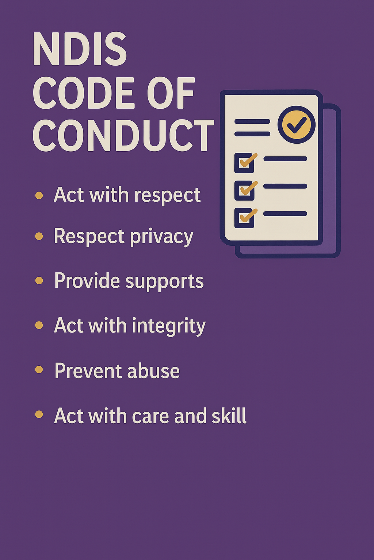 NDIS
CODE OF
CONDUCT
• Act with respect
• Respect privacy
• Provide supports
• Act with integrity
• Prevent abuse
• Act with care and skill